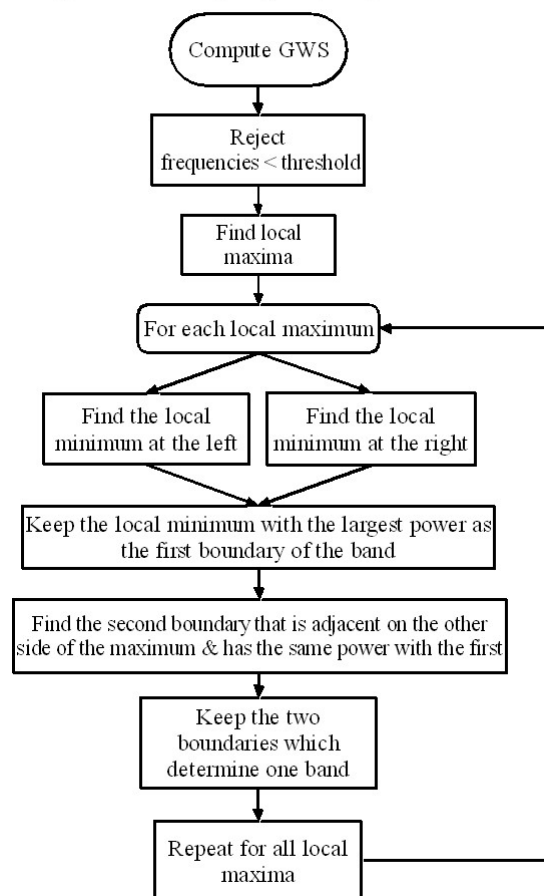 Compute GWS
Reject
frequencies < threshold
Find local
maxima
For each local maximum
Find the local
minimum at the left
Find the local
minimum at the right
Keep the local minimum with the largest power as
the first boundary of the band
Find the second boundary that is adjacent on the other
side of the maximum & has the same power with the first
Keep the two
boundaries which
determine one band
Repeat for all local
maxima